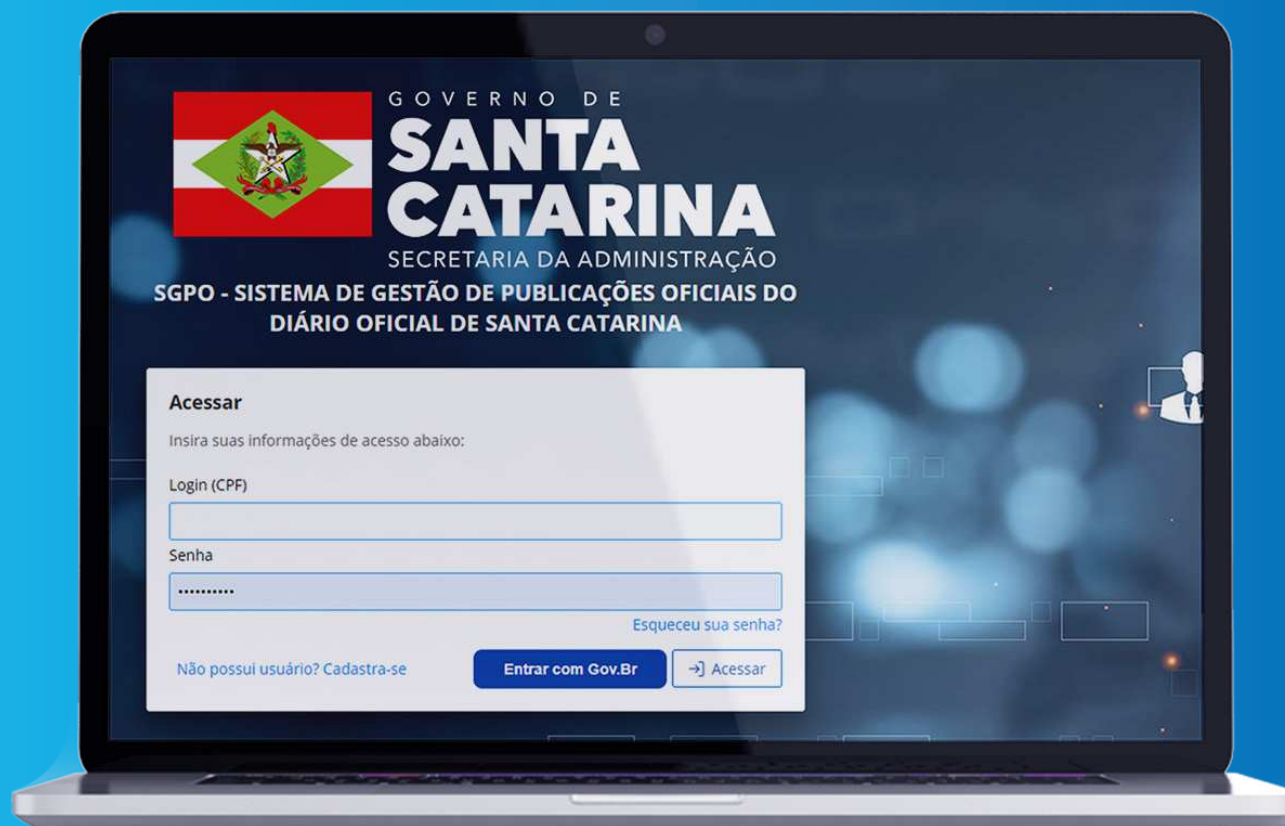 GOVERNO DE
SANTA
CATARINA
SECRETARIA DA ADMINISTRAÇÃO
SGPO - SISTEMA DE GESTÃO DE PUBLICAÇÕES OFICIAIS DO
DIÁRIO OFICIAL DE SANTA CATARINA
Acessar
Insira suas informações de acesso abaixo:
Login (CPF)
Senha
••••••••••
Esqueceu sua senha?
Não possui usuário? Cadastra-se
Entrar com Gov.Br
Acessar